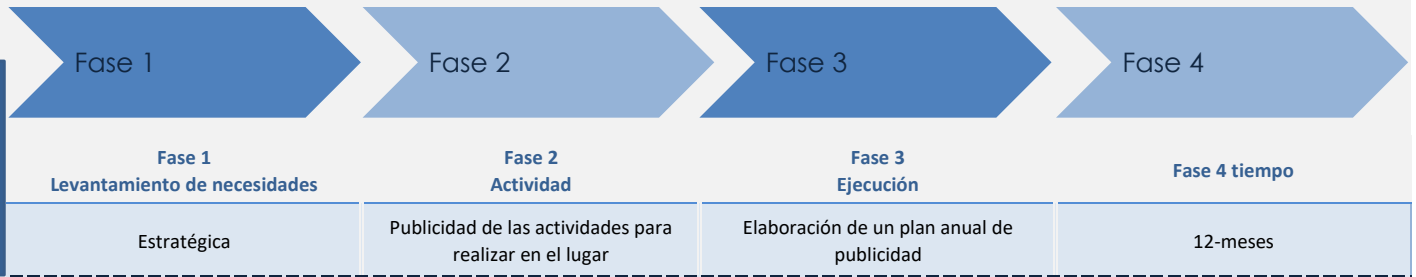 Fase 1
Fase 2
Fase 3
Fase 4
Fase 1
Levantamiento de necesidades
Fase 2
Actividad
Fase 3
Ejecución
Fase 4 tiempo
Estratégica
Publicidad de las actividades para
realizar en el lugar
Elaboración de un plan anual de
publicidad
12-meses